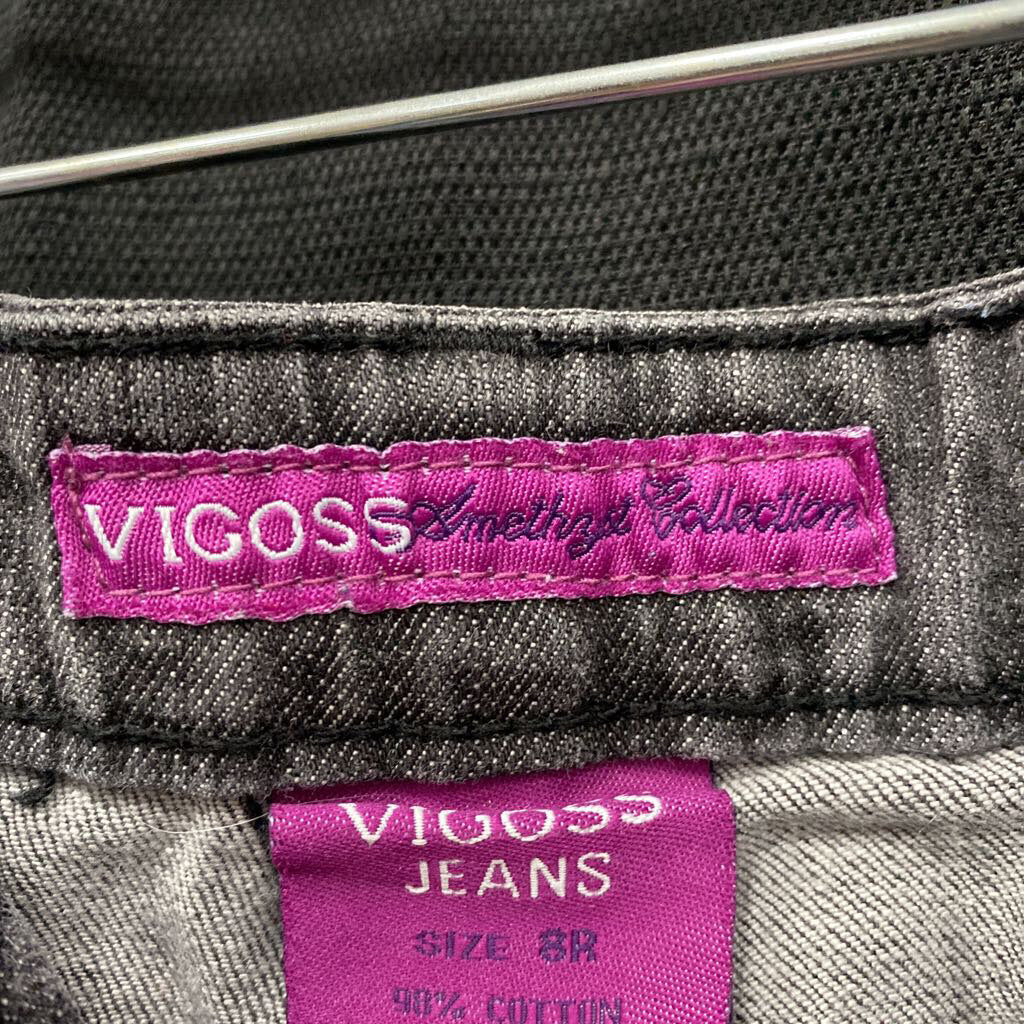 VIGOSS Amethyst Collection
VIGOSS
JEANS
SIZE 8R
98% COTTON